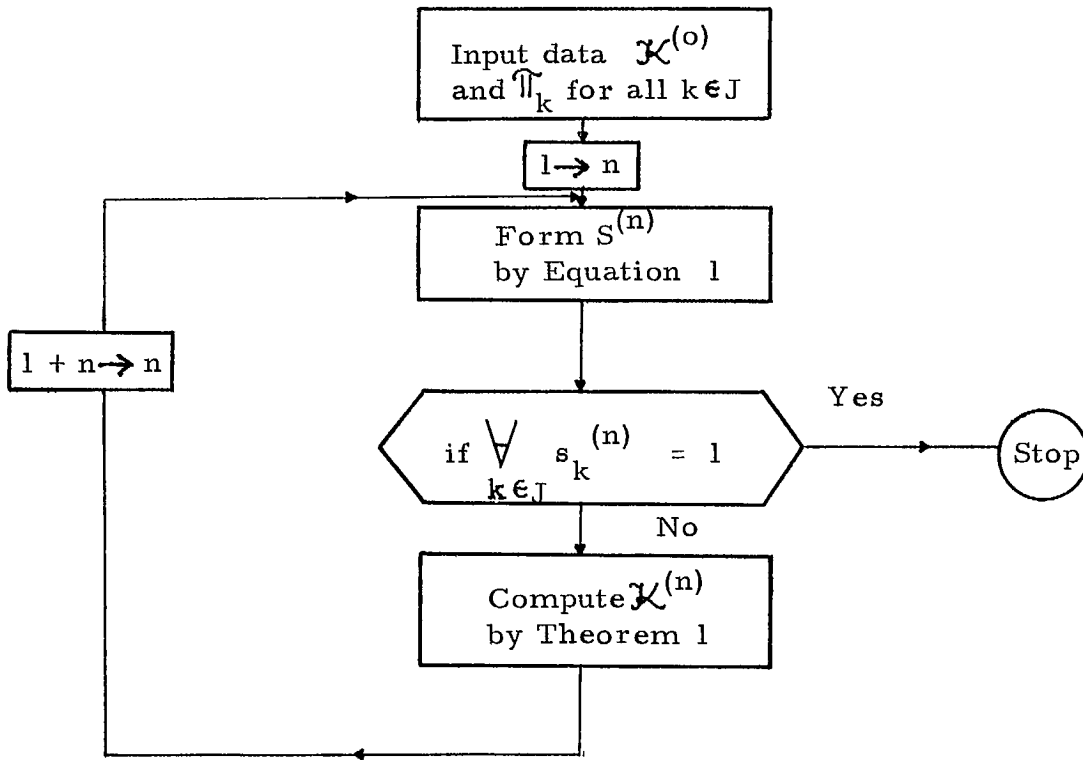 Input data 𝒦^(o)
and π_k for all k∈J
1→ n
Form S^(n)
by Equation 1
1 + n→ n
if ∀ s_k^(n) = 1
k∈J
Yes
Stop
No
Compute 𝒦^(n)
by Theorem 1